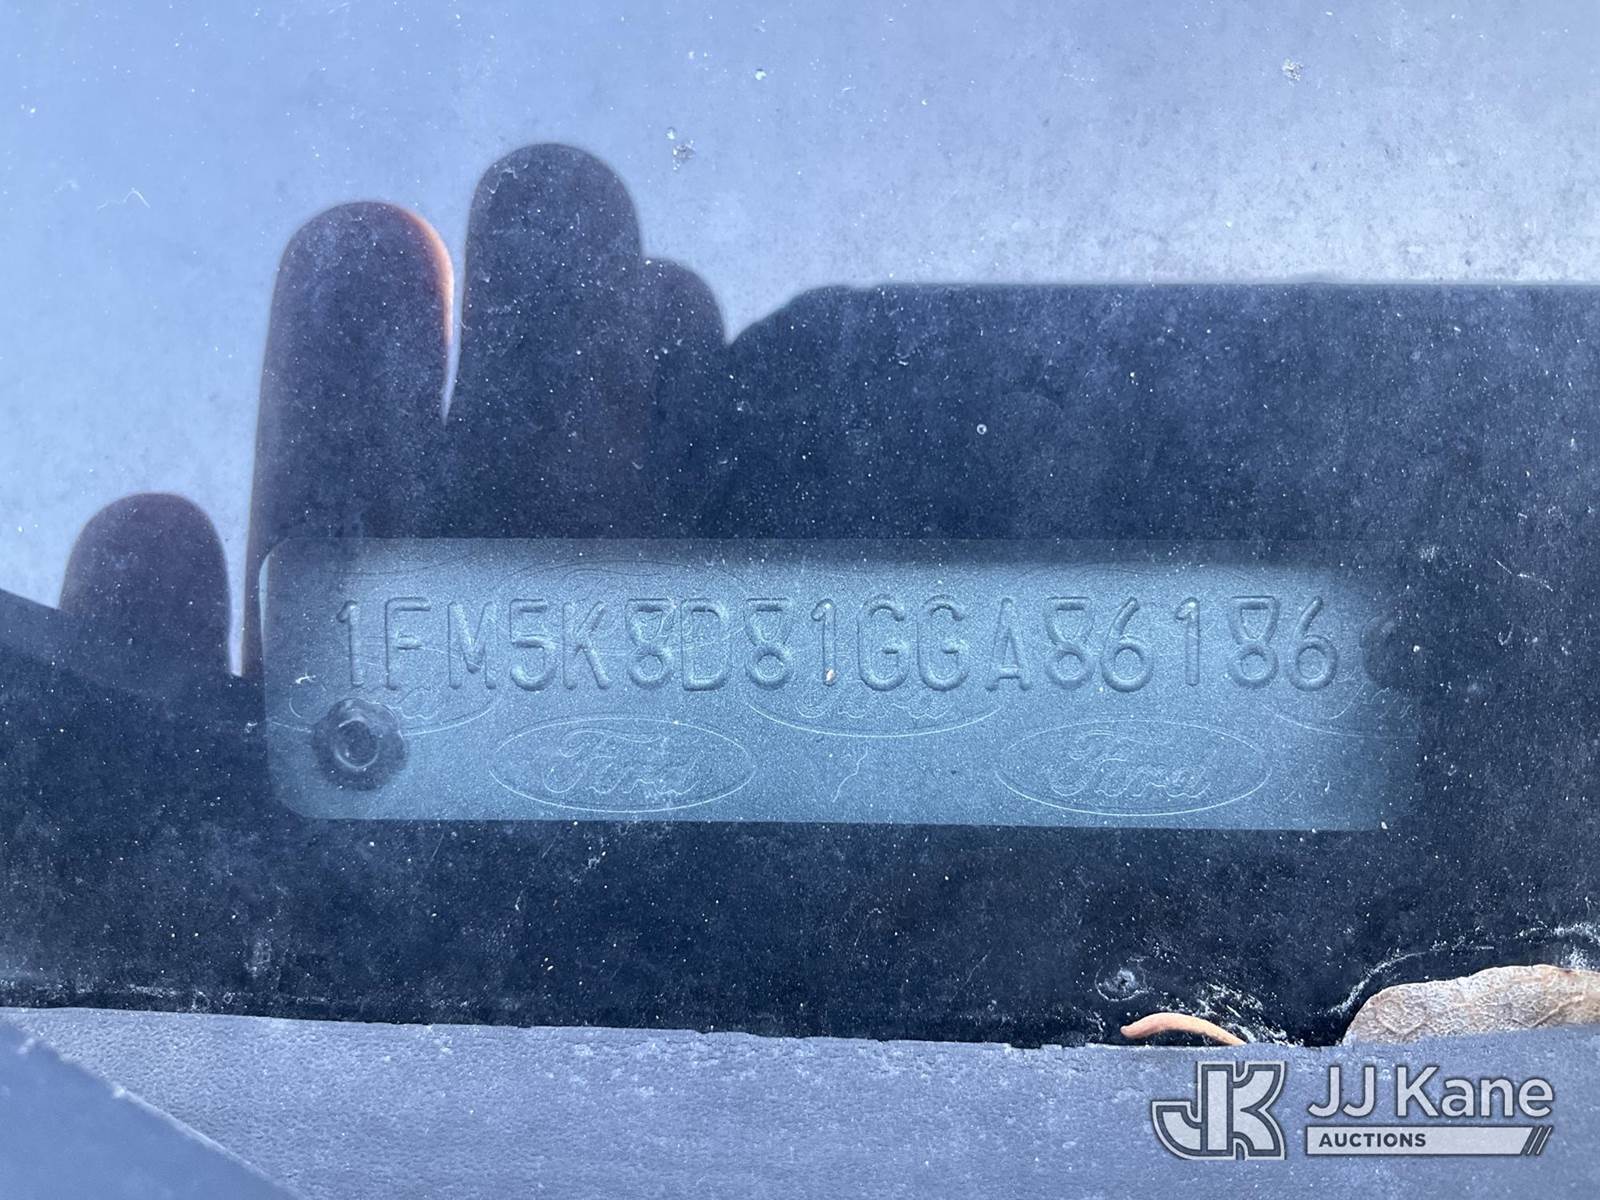 1FM5K8D81GGA86186
Ford Ford
JJ Kane
AUCTIONS